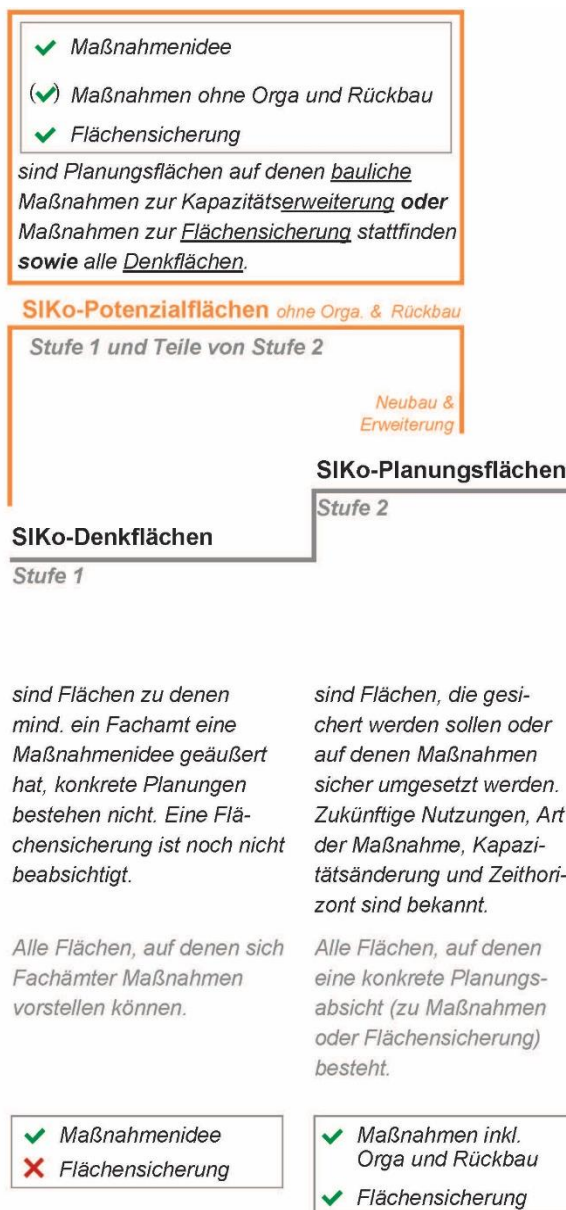 Maßnahmenidee
(✓) Maßnahmen ohne Orga und Rückbau
Flächensicherung
sind Planungsflächen auf denen bauliche
Maßnahmen zur Kapazitätserweiterung oder
Maßnahmen zur Flächensicherung stattfinden
sowie alle Denkflächen.
SIKo-Potenzialflächen ohne Orga. & Rückbau
Stufe 1 und Teile von Stufe 2
Neubau &
Erweiterung
SIKo-Planungsflächen
Stufe 2
SIKo-Denkflächen
Stufe 1
sind Flächen zu denen
mind. ein Fachamt eine
Maßnahmenidee geäußert
hat, konkrete Planungen
bestehen nicht. Eine Flä-
chensicherung ist noch nicht
beabsichtigt.
Alle Flächen, auf denen sich
Fachämter Maßnahmen
vorstellen können.
Maßnahmenidee
Flächensicherung
sind Flächen, die gesi-
chert werden sollen oder
auf denen Maßnahmen
sicher umgesetzt werden.
Zukünftige Nutzungen, Art
der Maßnahme, Kapazi-
tätsänderung und Zeithori-
zont sind bekannt.
Alle Flächen, auf denen
eine konkrete Planungs-
absicht (zu Maßnahmen
oder Flächensicherung)
besteht.
Maßnahmen inkl.
Orga und Rückbau
Flächensicherung